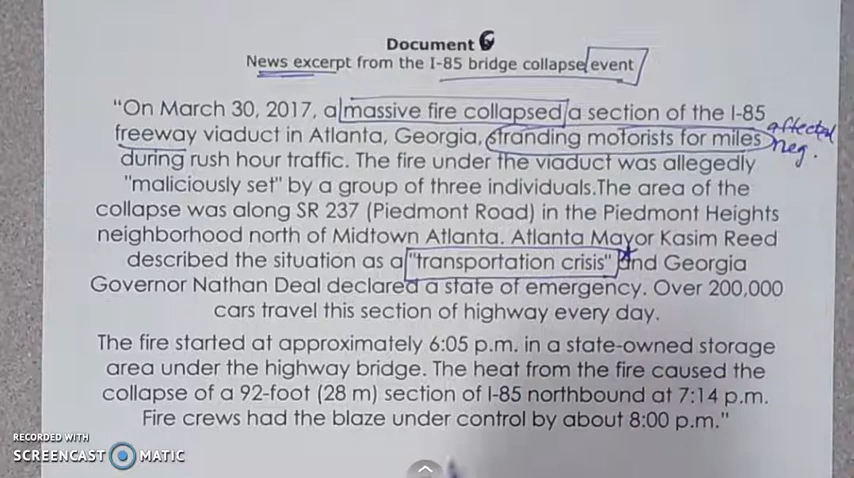 Document 6
News excerpt from the I-85 bridge collapse event
"On March 30, 2017, a massive fire collapsed a section of the I-85
freeway viaduct in Atlanta, Georgia, stranding motorists for miles affected
during rush hour traffic. The fire under the viaduct was allegedly neg.
"maliciously set" by a group of three individuals.The area of the
collapse was along SR 237 (Piedmont Road) in the Piedmont Heights
neighborhood north of Midtown Atlanta. Atlanta Mayor Kasim Reed
described the situation as a "transportation crisis" and Georgia
Governor Nathan Deal declared a state of emergency. Over 200,000
cars travel this section of highway every day.
The fire started at approximately 6:05 p.m. in a state-owned storage
area under the highway bridge. The heat from the fire caused the
collapse of a 92-foot (28 m) section of I-85 northbound at 7:14 p.m.
Fire crews had the blaze under control by about 8:00 p.m."
RECORDED WITH
SCREENCAST MATIC